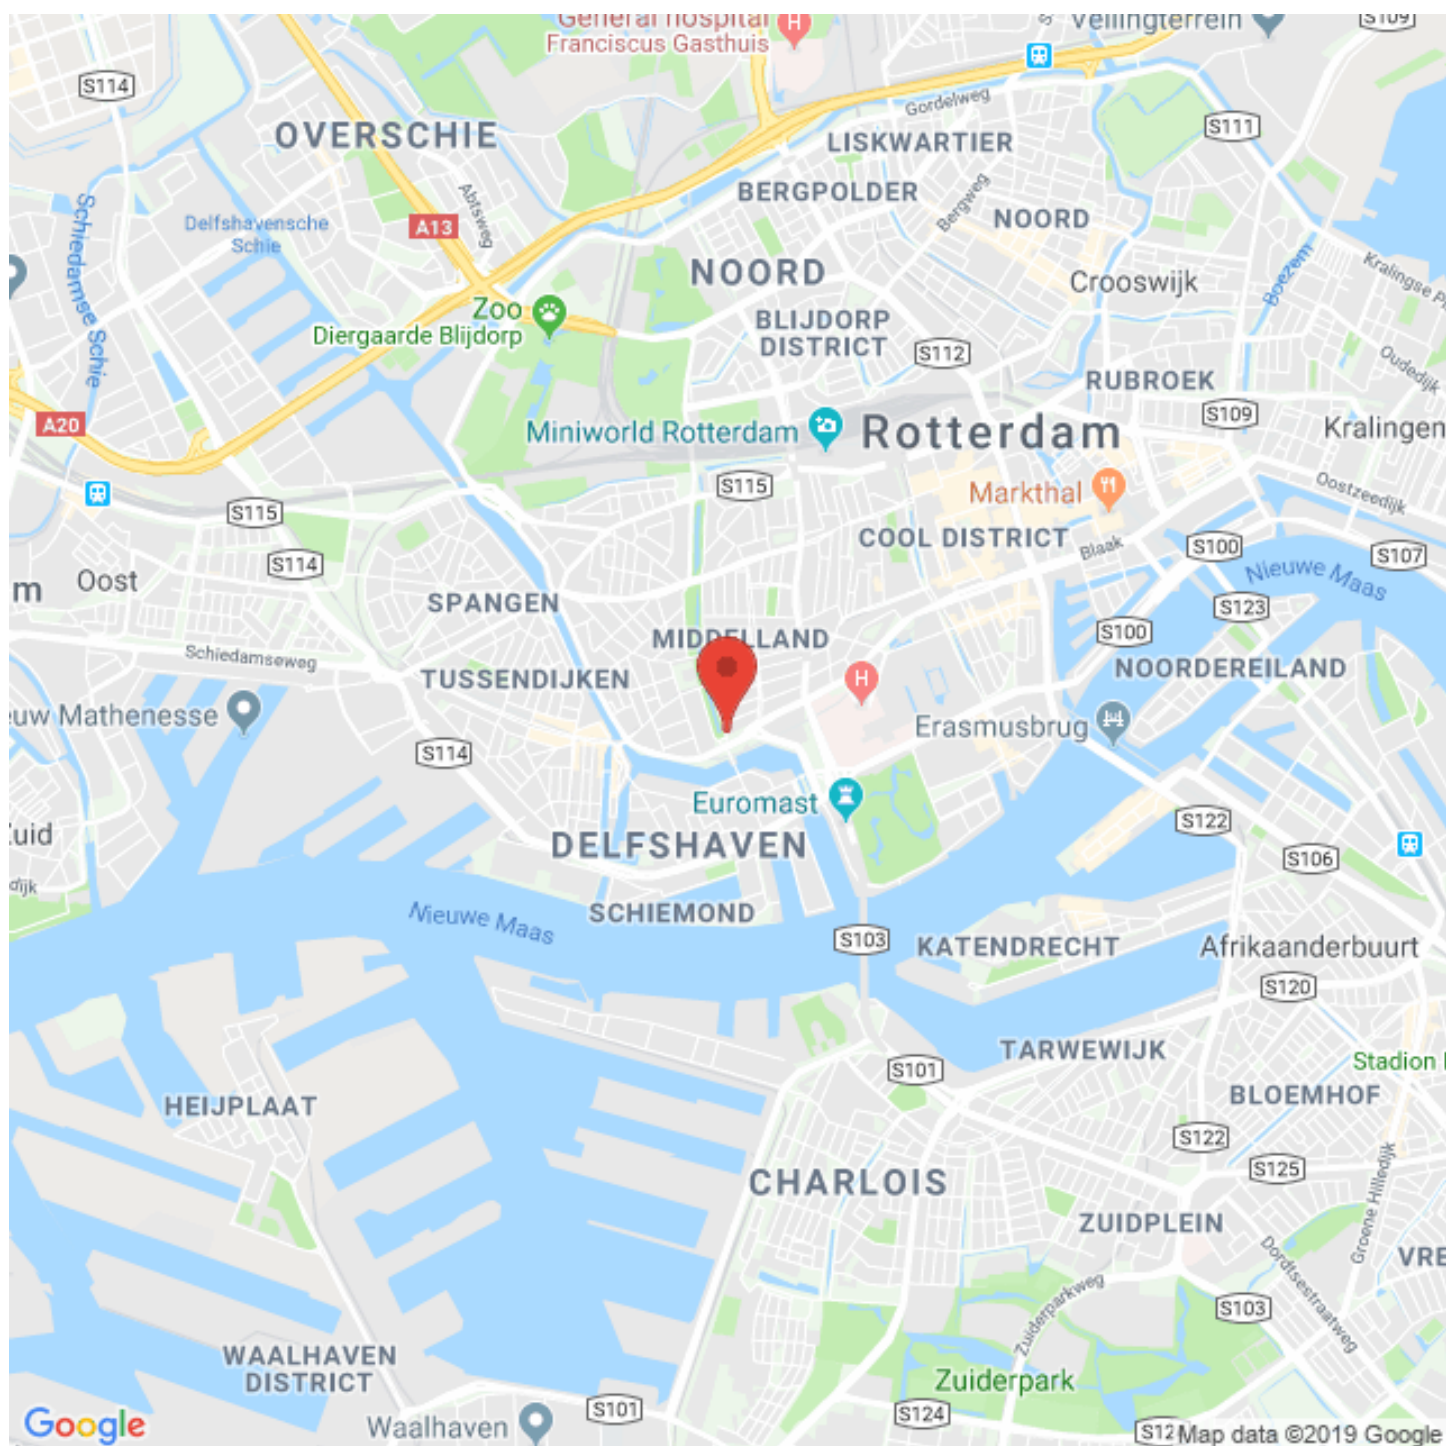 General hospital
Franciscus Gasthuis
Veilingterrein
S109
S114
Gordelweg
OVERSCHIE
LISKWARTIER
S111
Schiedamse Schie
Abtsweg
BERGPOLDER
Bergweg
NOORD
Delfshavensche
Schie
A13
NOORD
Crooswijk
Boezem
Kralingse
Zoo
Diergaarde Blijdorp
BLIJDORP
DISTRICT
S112
Oudedijk
RUBROEK
A20
Miniworld Rotterdam
Rotterdam
S109
Kralingen
S115
Markthal
Oostzeedijk
S115
COOL DISTRICT
Blaak
S100
S107
S114
m
Oost
Nieuwe Maas
SPANGEN
S123
MIDDELLAND
S100
Schiedamseweg
NOORDEREILAND
TUSSENDIJKEN
H
H
euw Mathenesse
Erasmusbrug
S114
Euromast
S122
Zuid
DELFSHAVEN
S106
dijk
Nieuwe Maas
SCHIEMOND
S103
KATENDRECHT
Afrikaanderbuurt
S120
TARWEWIJK
Stadion
S101
BLOEMHOF
HEIJPLAAT
S122
S125
Groene Hilledijk
CHARLOIS
ZUIDPLEIN
Dordtsestraatweg
VRE
Zuiderparkweg
S103
WAALHAVEN
DISTRICT
Zuiderpark
Google
Waalhaven
S101
S124
S12
Map data ©2019 Google